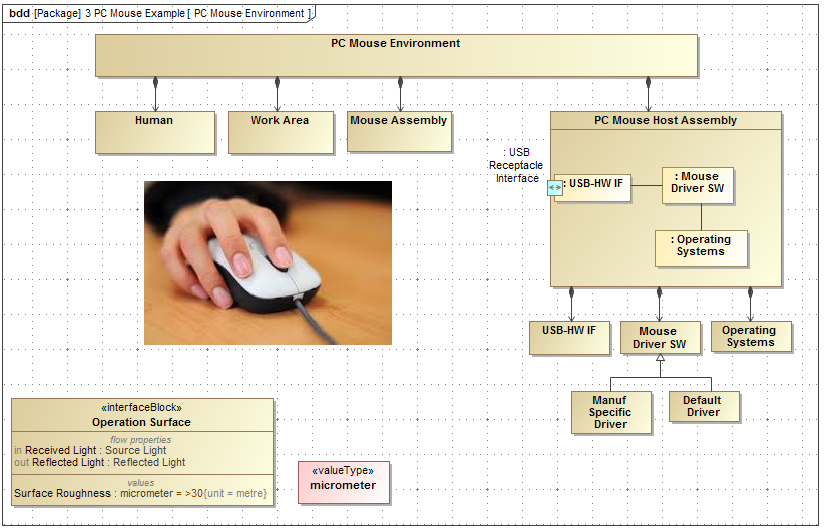 bdd [Package] 3 PC Mouse Example [ PC Mouse Environment ]
PC Mouse Environment
Human
Work Area
Mouse Assembly
PC Mouse Host Assembly
: USB
Receptacle
Interface
: USB-HW IF
: Mouse
Driver SW
: Operating
Systems
USB-HW IF
Mouse
Driver SW
Operating
Systems
Manuf
Specific
Driver
Default
Driver
«interfaceBlock»
Operation Surface
flow properties
in Received Light : Source Light
out Reflected Light : Reflected Light
values
Surface Roughness : micrometer = >30{unit = metre}
«valueType»
micrometer